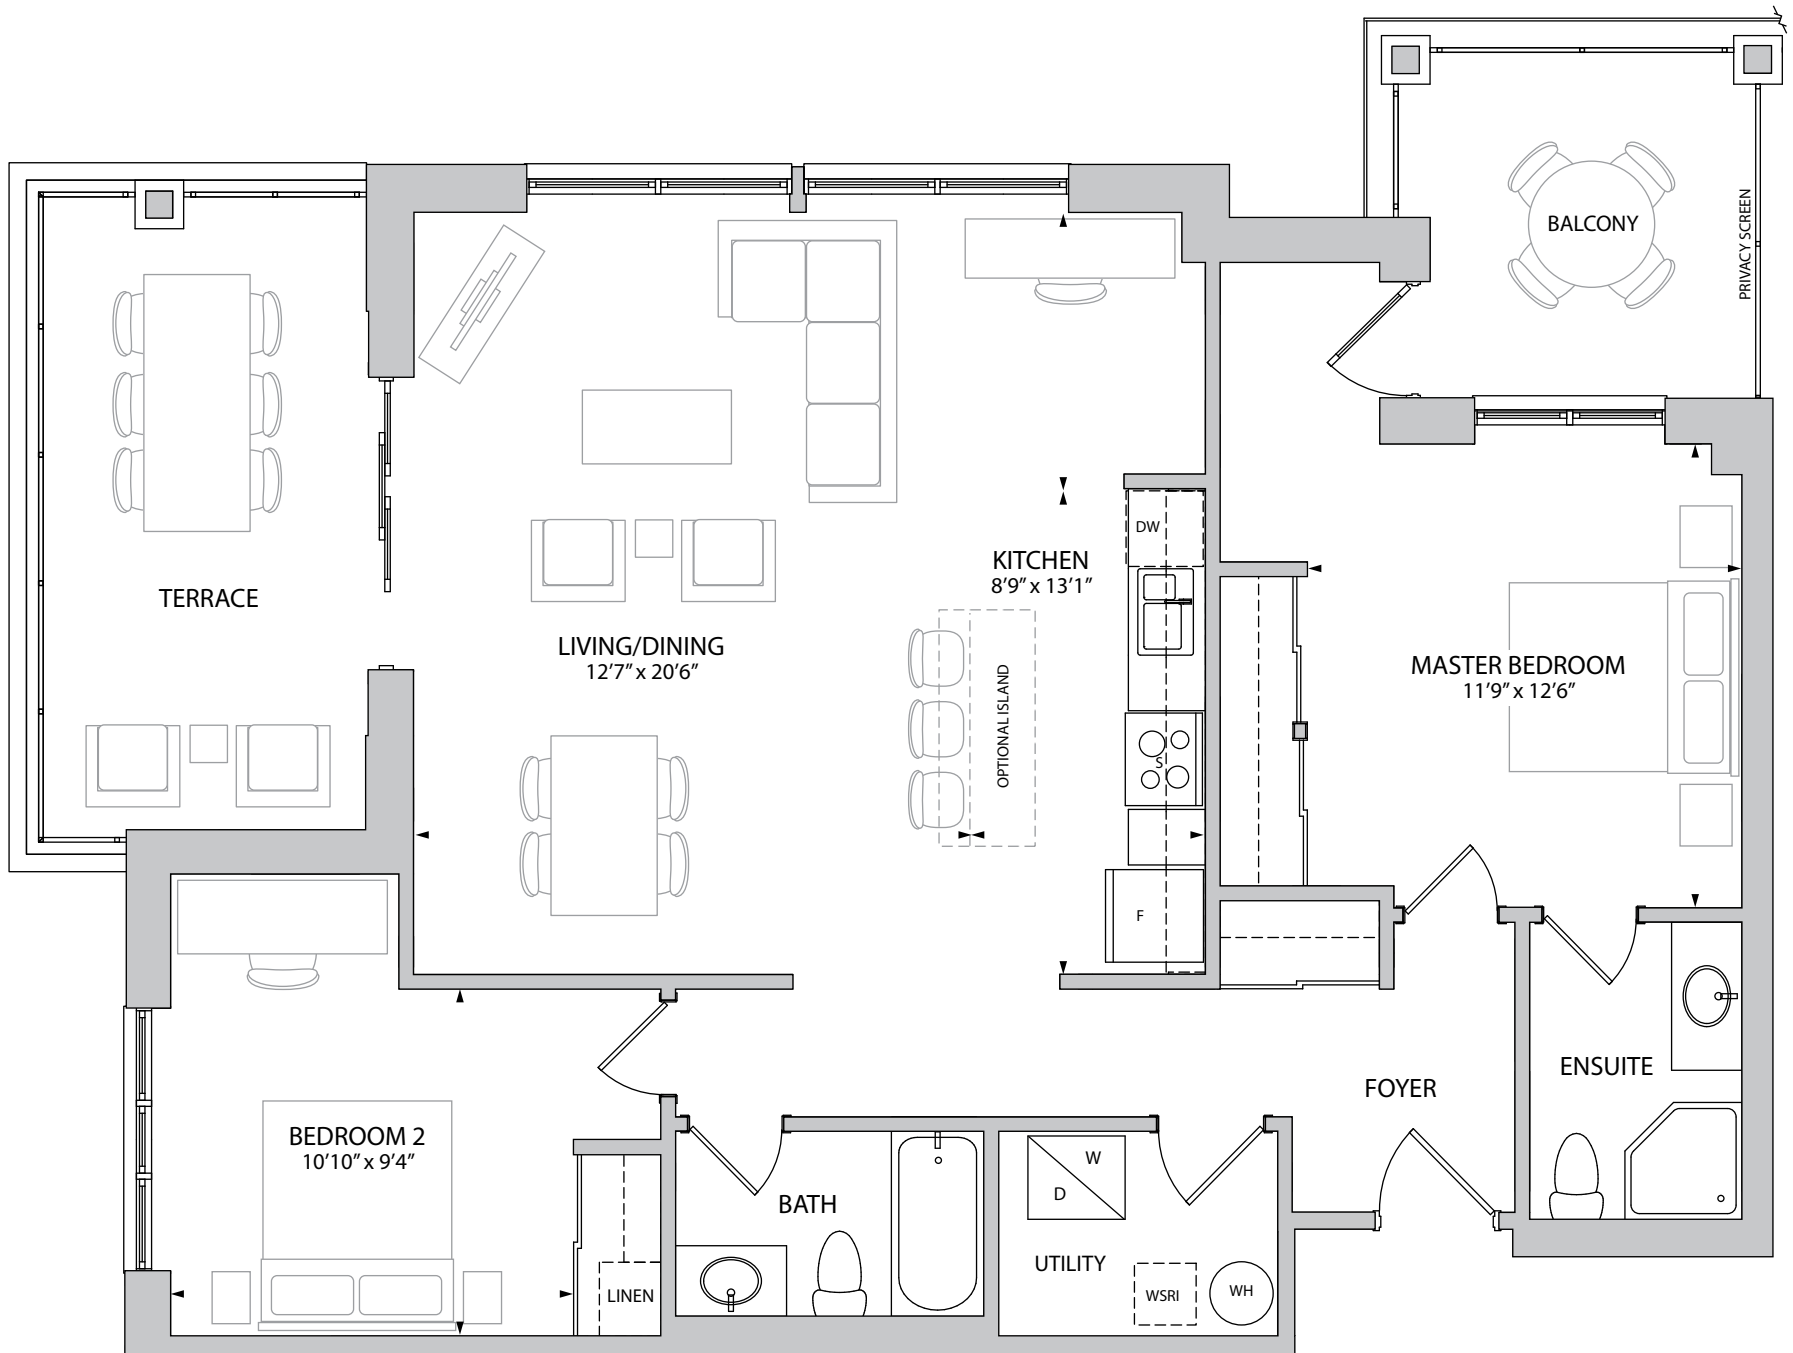 BALCONY
PRIVACY SCREEN
DW
KITCHEN
8'9" x 13'1"
TERRACE
LIVING/DINING
12'7" x 20'6"
OPTIONAL ISLAND
MASTER BEDROOM
11'9" x 12'6"
S
F
ENSUITE
FOYER
BEDROOM 2
10'10" x 9'4"
W
D
BATH
UTILITY
LINEN
WSRI
WH